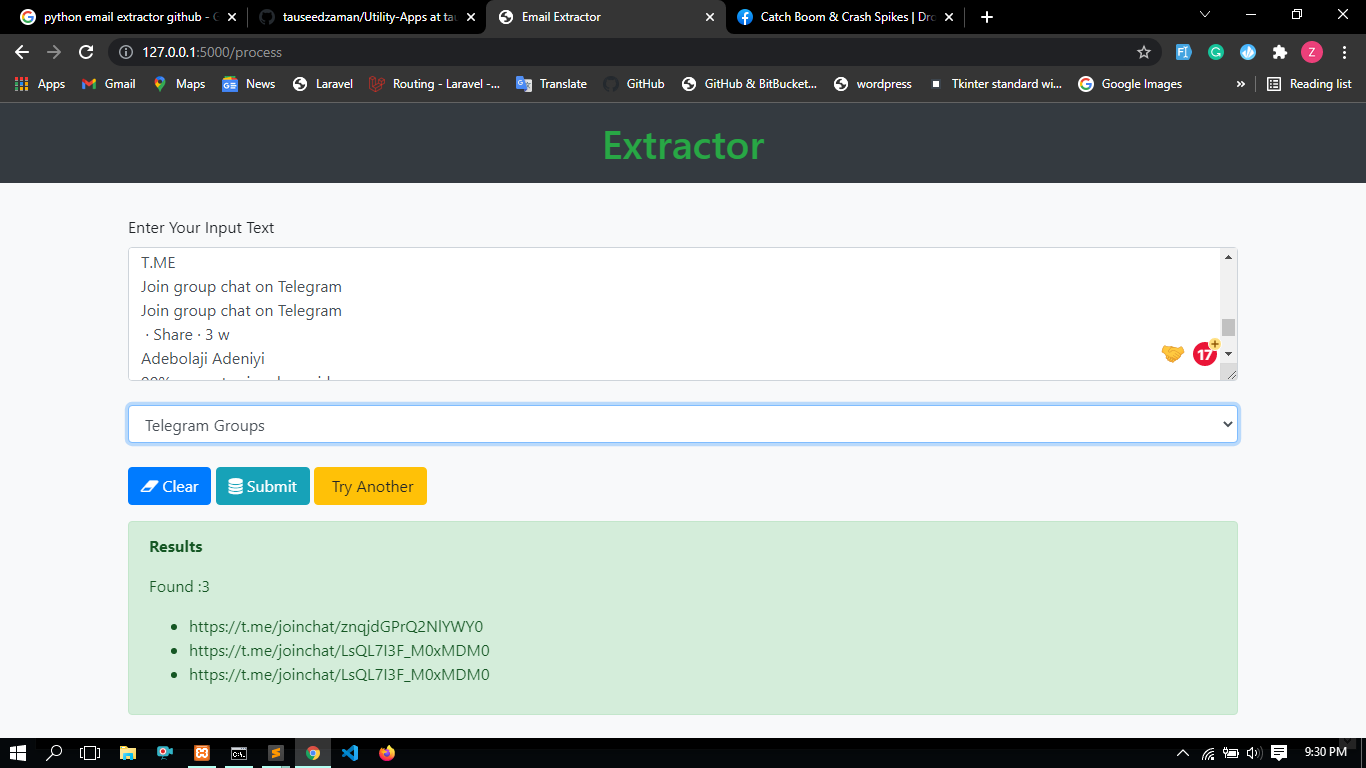 python email extractor github - G
tauseedzaman/Utility-Apps at tau
Email Extractor
Catch Boom & Crash Spikes | Dro
127.0.0.1:5000/process
Z
Apps
Gmail
Maps
News
Laravel
Routing - Laravel -...
Translate
GitHub
GitHub & BitBucket...
wordpress
Tkinter standard wi...
Google Images
»
Reading list
Extractor
Enter Your Input Text
T.ME
Join group chat on Telegram
Join group chat on Telegram
· Share · 3 w
Adebolaji Adeniyi
17
Telegram Groups
Clear
Submit
Try Another
Results
Found :3
https://t.me/joinchat/znqjdGPrQ2NlYWY0
https://t.me/joinchat/LsQL7I3F_M0xMDM0
https://t.me/joinchat/LsQL7I3F_M0xMDM0
9:30 PM